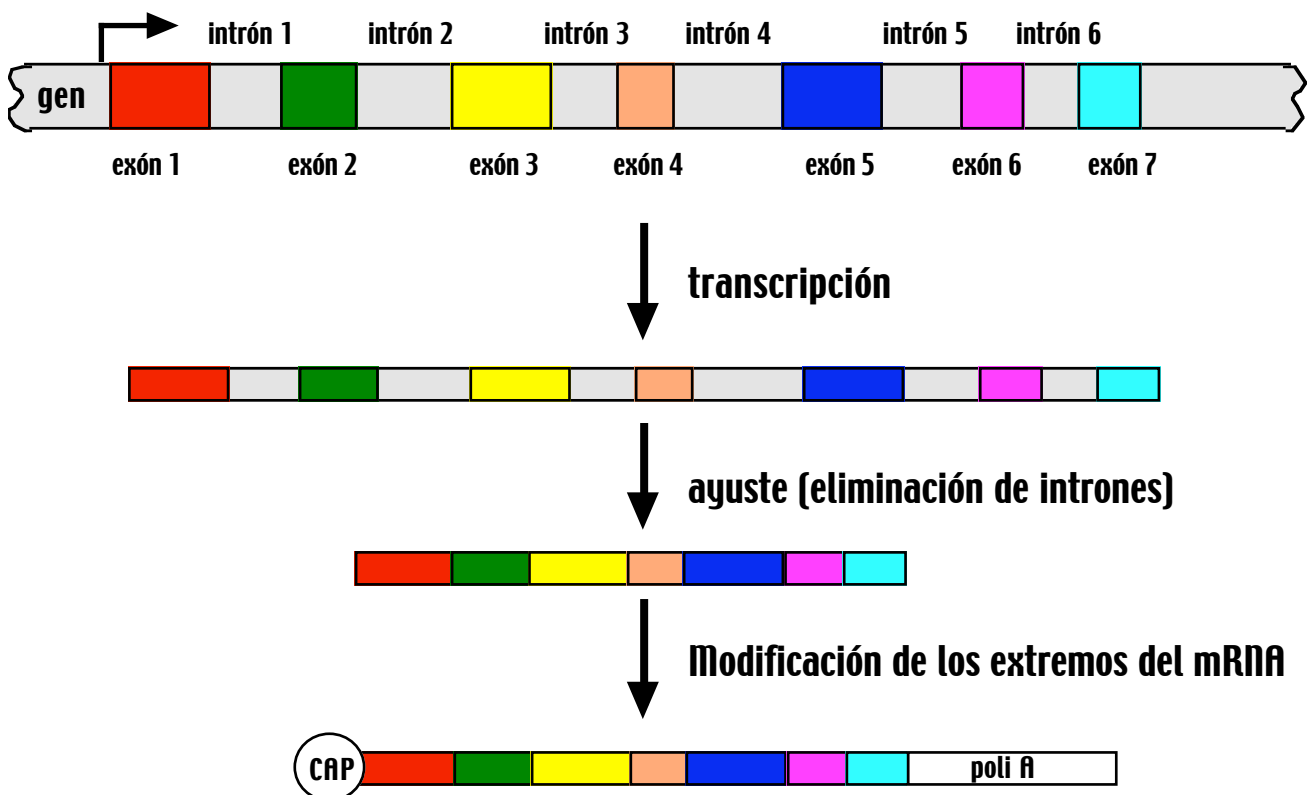 intrón 1 intrón 2 intrón 3 intrón 4 intrón 5 intrón 6
gen
exón 1 exón 2 exón 3 exón 4 exón 5 exón 6 exón 7
transcripción
ayuste (eliminación de intrones)
Modificación de los extremos del mRNA
CAP poli A